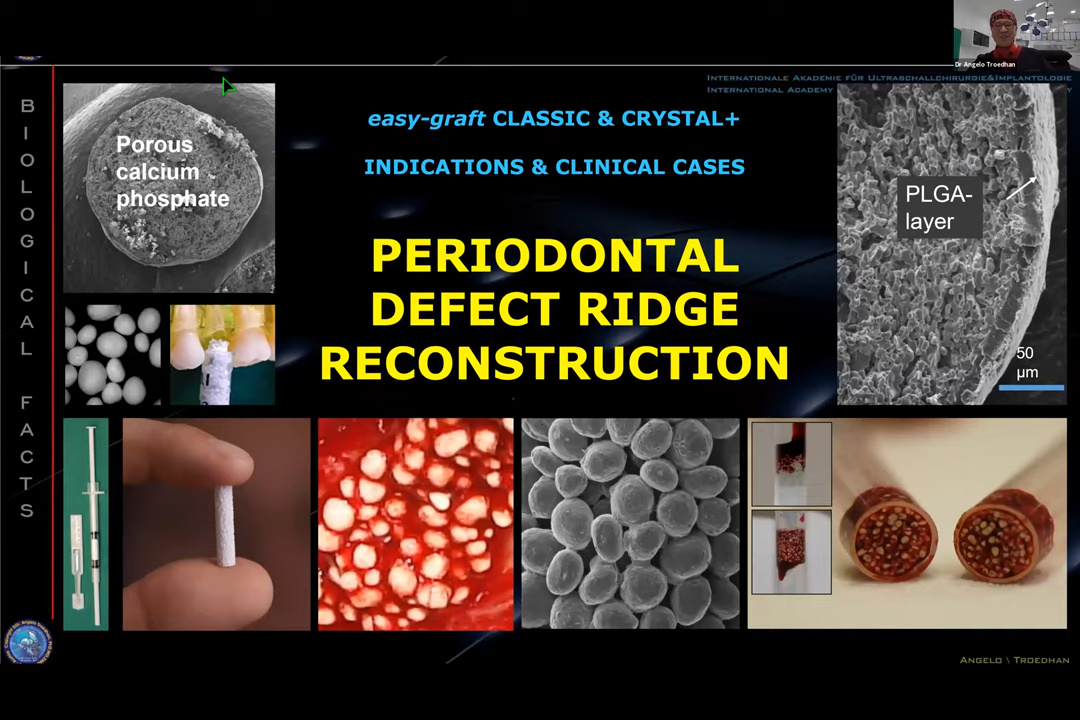 Dr Angelo Troedhan
INTERNATIONALE AKADEMIE FÜR ULTRASCHALLCHIRURGIE&IMPLANTOLOGIE
INTERNATIONAL ACADEMY
BIOLOGICAL FACTS
easy-graft CLASSIC & CRYSTAL+
INDICATIONS & CLINICAL CASES
PERIODONTAL
DEFECT RIDGE
RECONSTRUCTION
Porous
calcium
phosphate
PLGA-
layer
50
µm
ANGELO \ TROEDHAN